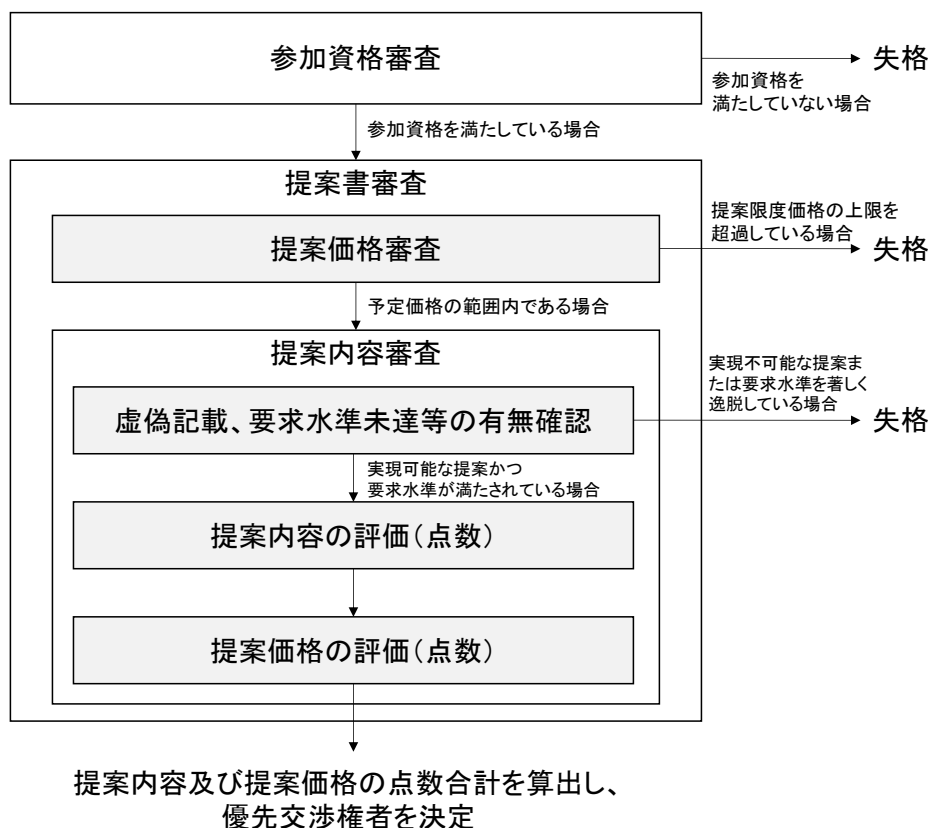 参加資格審査
失格
参加資格を
満たしていない場合
参加資格を満たしている場合
提案書審査
提案価格審査
提案限度価格の上限を
超過している場合
失格
予定価格の範囲内である場合
提案内容審査
虚偽記載、要求水準未達等の有無確認
実現不可能な提案ま
たは要求水準を著しく
逸脱している場合
失格
実現可能な提案かつ
要求水準が満たされている場合
提案内容の評価(点数)
提案価格の評価(点数)
提案内容及び提案価格の点数合計を算出し、
優先交渉権者を決定